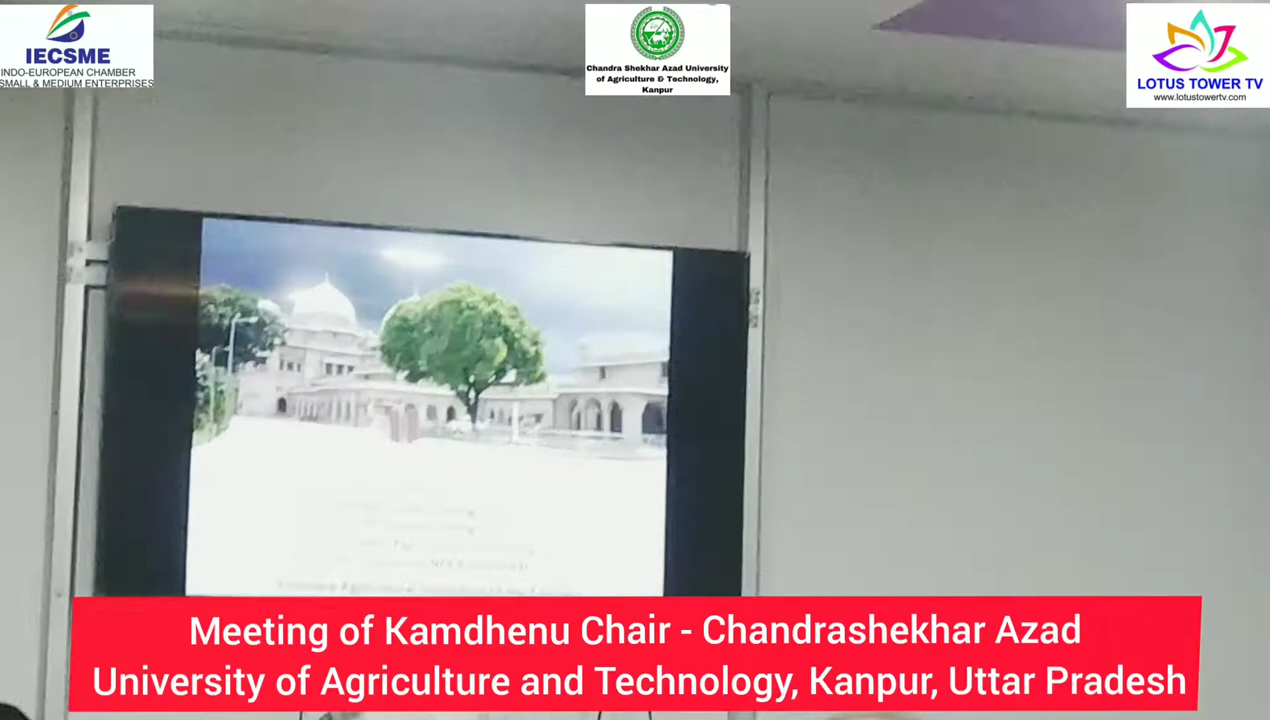 IECSME
INDO-EUROPEAN CHAMBER
SMALL & MEDIUM ENTERPRISES
Chandra Shekhar Azad University
of Agriculture & Technology,
Kanpur
LOTUS TOWER TV
www.lotustowertv.com
Meeting of Kamdhenu Chair - Chandrashekhar Azad
University of Agriculture and Technology, Kanpur, Uttar Pradesh